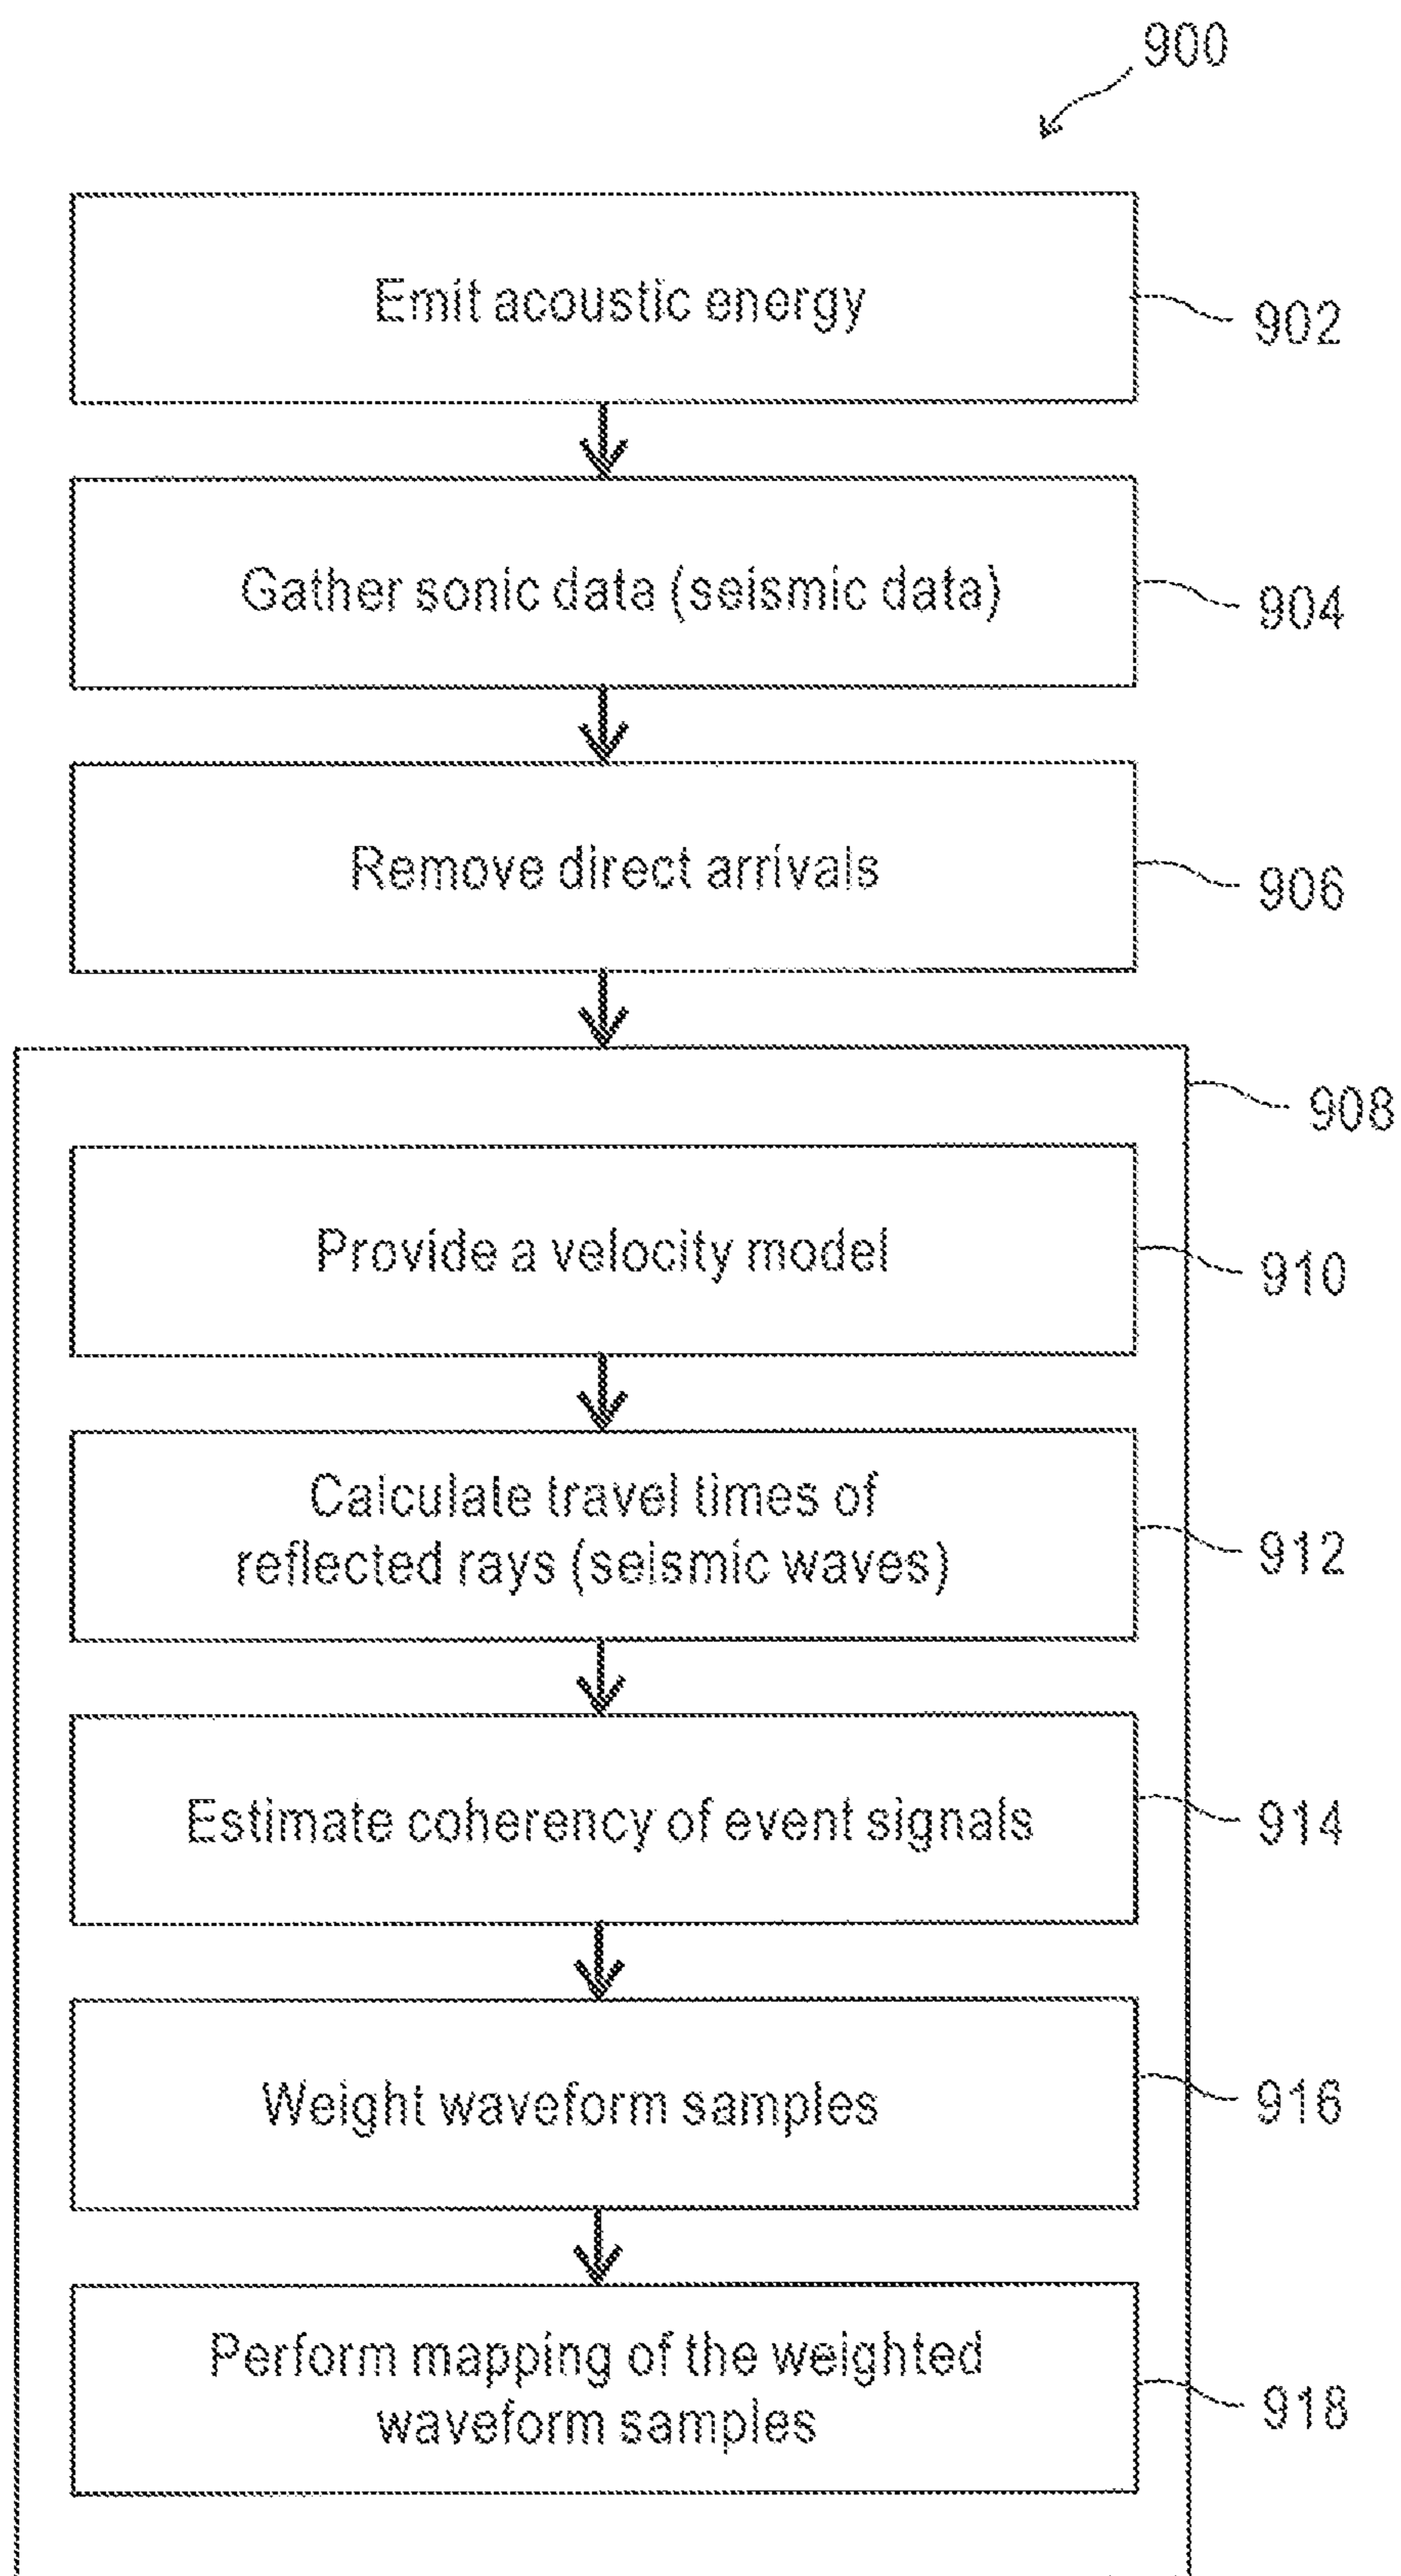 900
Emit acoustic energy
902
Gather sonic data (seismic data)
904
Remove direct arrivals
906
908
Provide a velocity model
910
Calculate travel times of
reflected rays (seismic waves)
912
Estimate coherency of event signals
914
Weight waveform samples
916
Perform mapping of the weighted
waveform samples
918